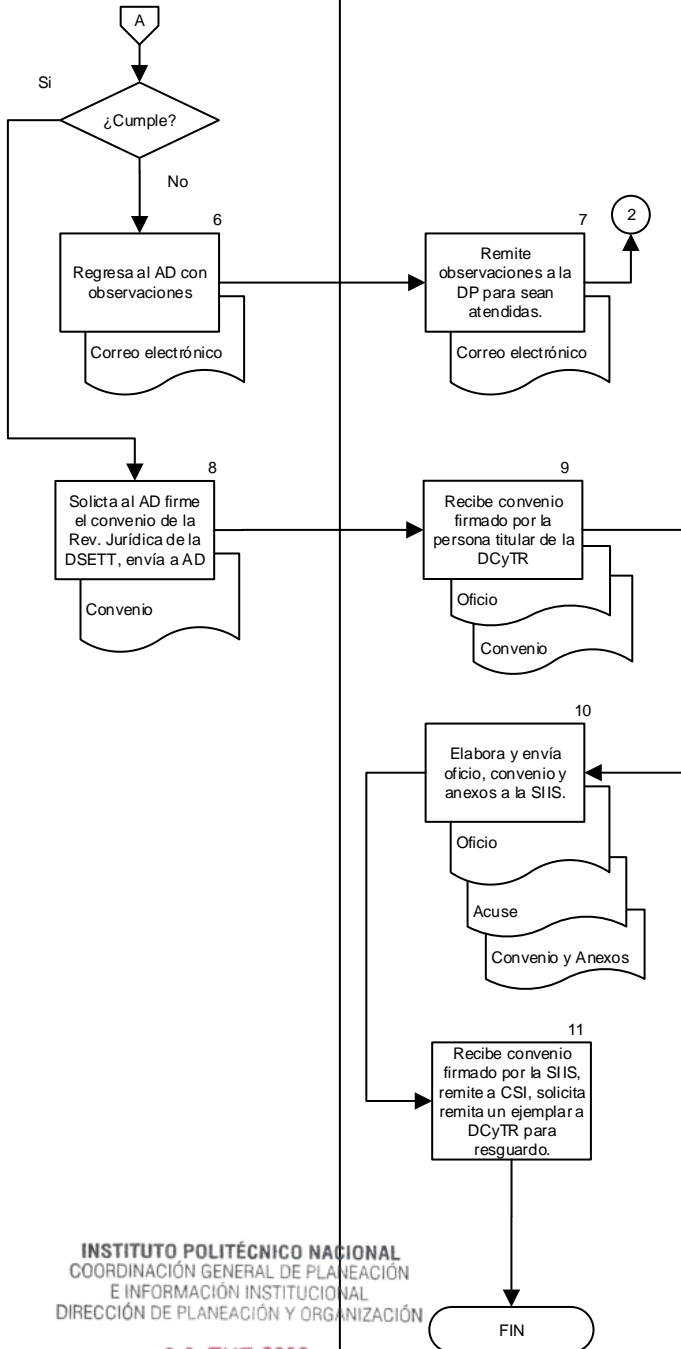 A
Si
¿Cumple?
No
6
Regresa al AD con
observaciones
Correo electrónico
7
2
Remite
observaciones a la
DP para sean
atendidas.
Correo electrónico
8
Solicta al AD firme
el convenio de la
Rev. Jurídica de la
DSETT, envía a AD
Convenio
9
Recibe convenio
firmado por la
persona titular de la
DCyTR
Oficio
Convenio
10
Elabora y envía
oficio, convenio y
anexos a la SIIS.
Oficio
Acuse
Convenio y Anexos
11
Recibe convenio
firmado por la SIIS,
remite a CSI, solicita
remita un ejemplar a
DCyTR para
resguardo.
FIN
INSTITUTO POLITÉCNICO NACIONAL
COORDINACIÓN GENERAL DE PLANEACIÓN
E INFORMACIÓN INSTITUCIONAL
DIRECCIÓN DE PLANEACIÓN Y ORGANIZACIÓN